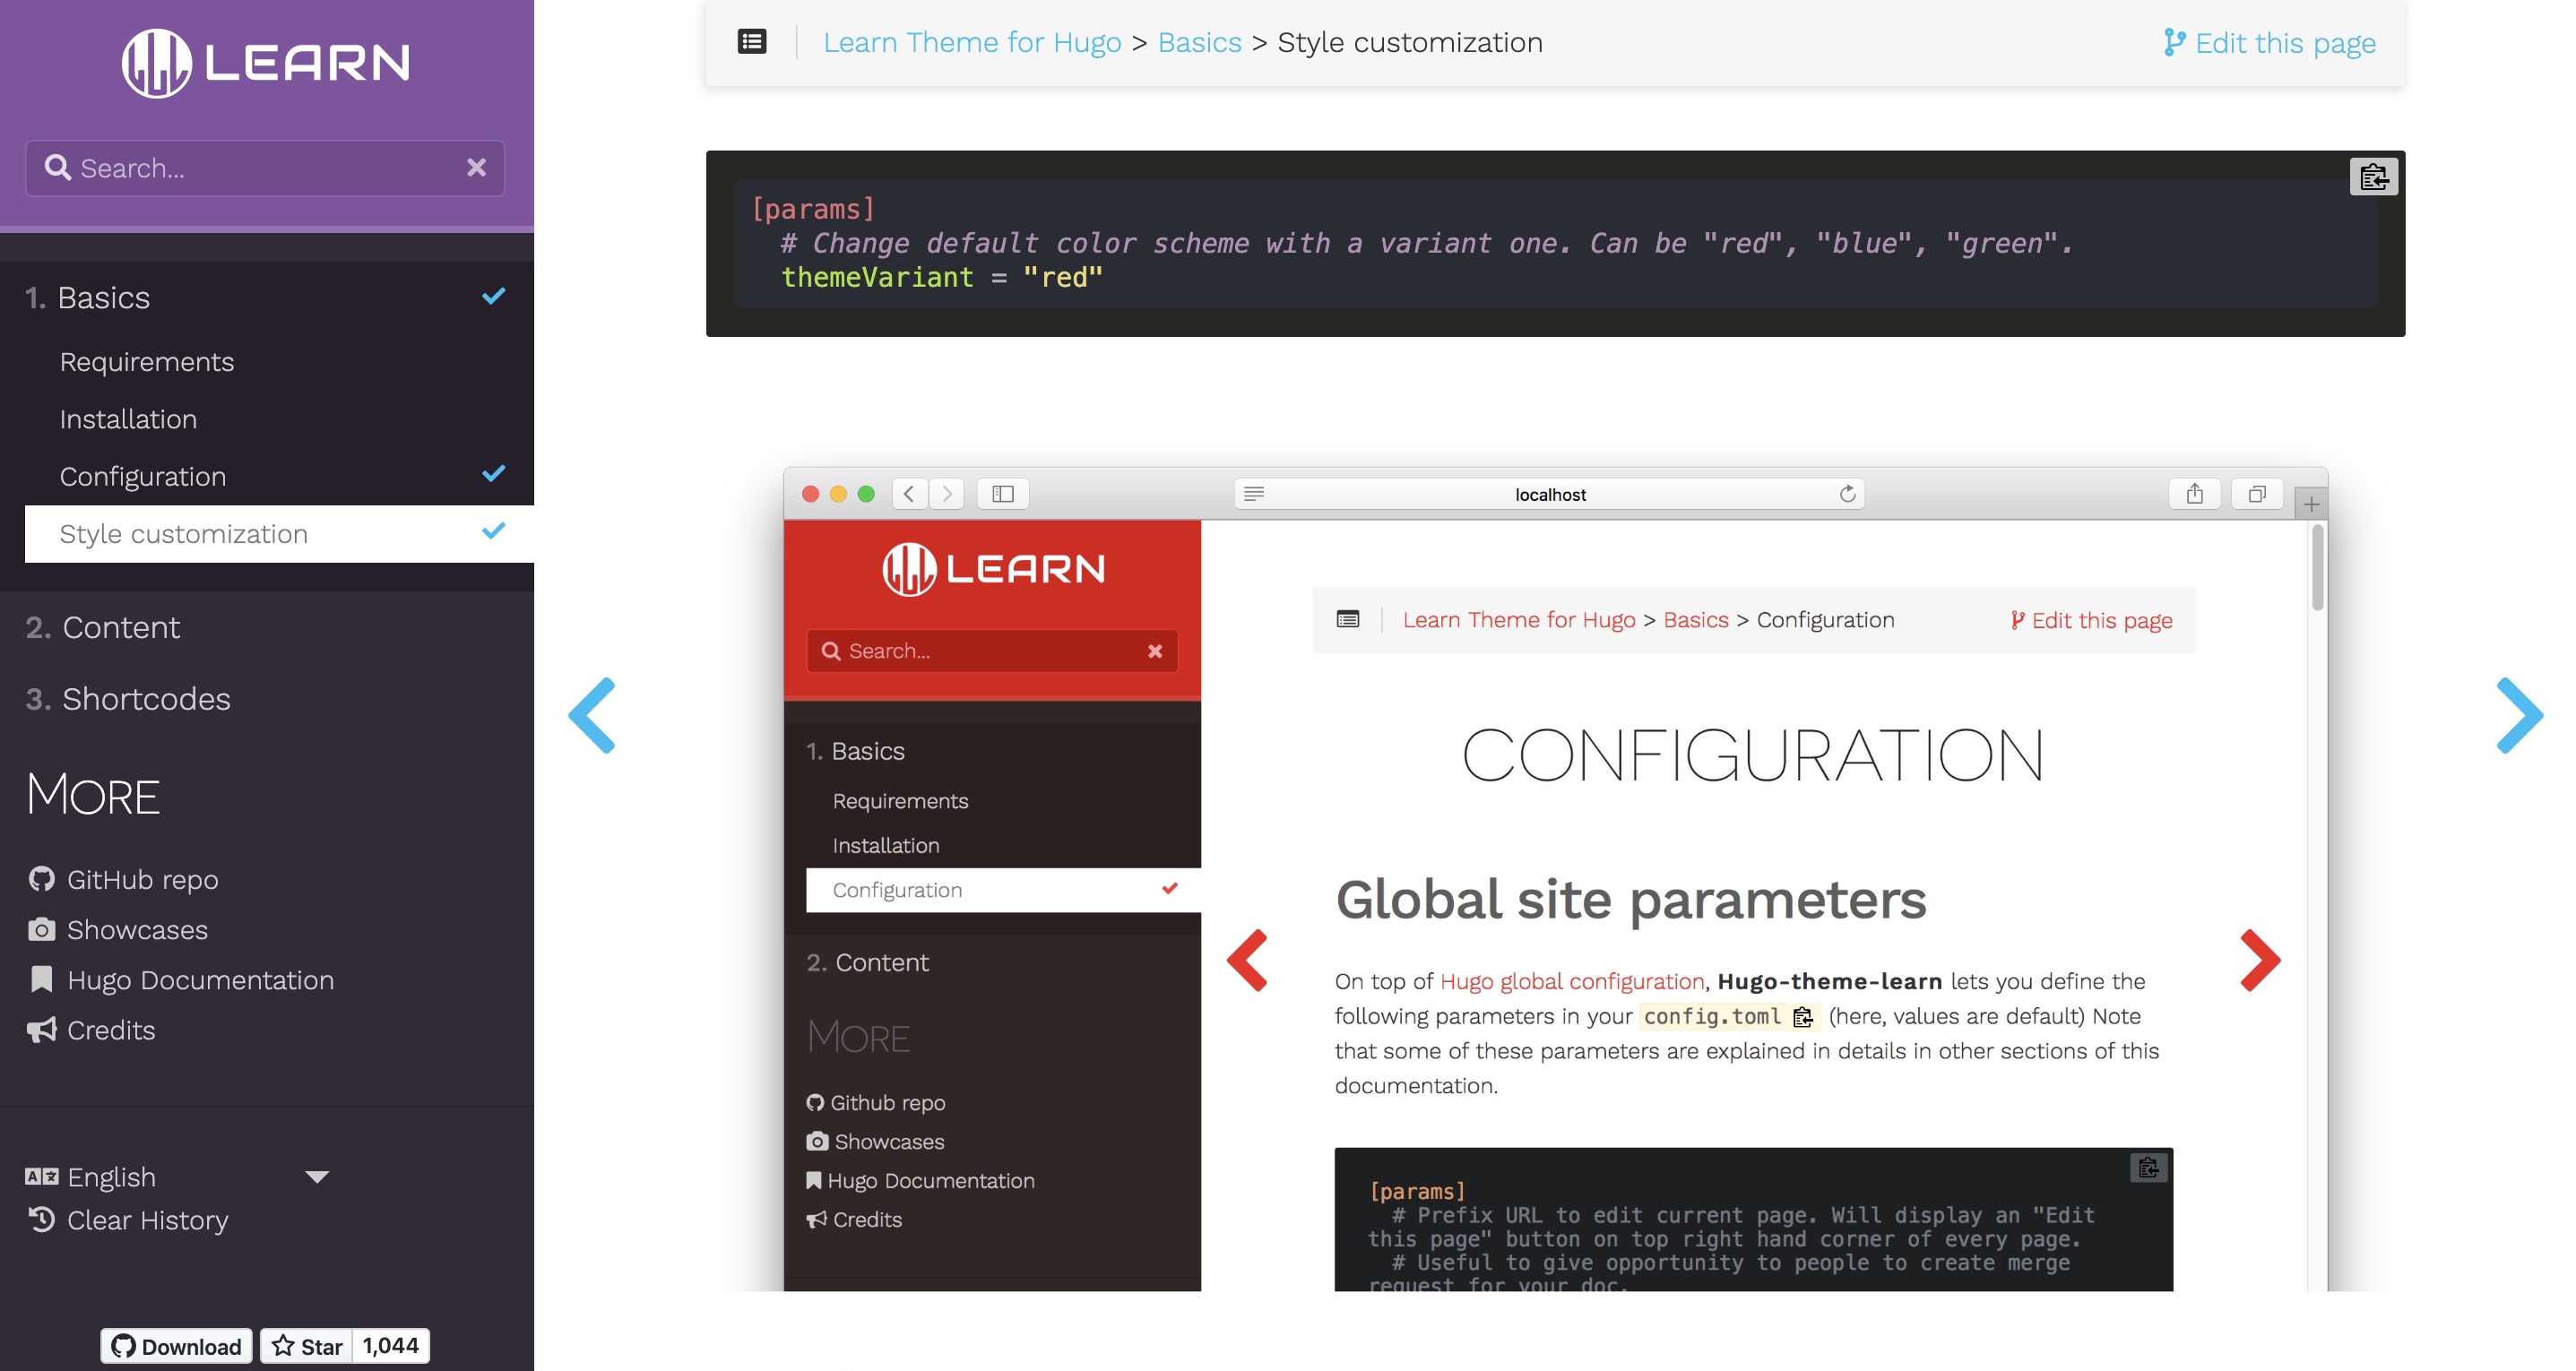 LEARN
Search...
1. Basics
Requirements
Installation
Configuration
Style customization
2. Content
3. Shortcodes
MORE
GitHub repo
Showcases
Hugo Documentation
Credits
English
Clear History
Download
Star 1,044
Learn Theme for Hugo > Basics > Style customization
Edit this page
[params]
# Change default color scheme with a variant one. Can be "red", "blue", "green".
themeVariant = "red"
localhost
LEARN
Search...
1. Basics
Requirements
Installation
Configuration
2. Content
MORE
Github repo
Showcases
Hugo Documentation
Credits
Learn Theme for Hugo > Basics > Configuration
Edit this page
CONFIGURATION
Global site parameters
On top of Hugo global configuration, Hugo-theme-learn lets you define the
following parameters in your config.toml (here, values are default) Note
that some of these parameters are explained in details in other sections of this
documentation.
[params]
# Prefix URL to edit current page. Will display an "Edit
this page" button on top right hand corner of every page.
# Useful to give opportunity to people to create merge
request for your doc.